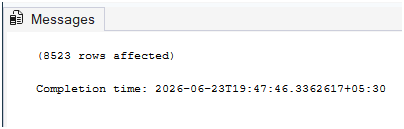 Messages
(8523 rows affected)
Completion time: 2026-06-23T19:47:46.3362617+05:30